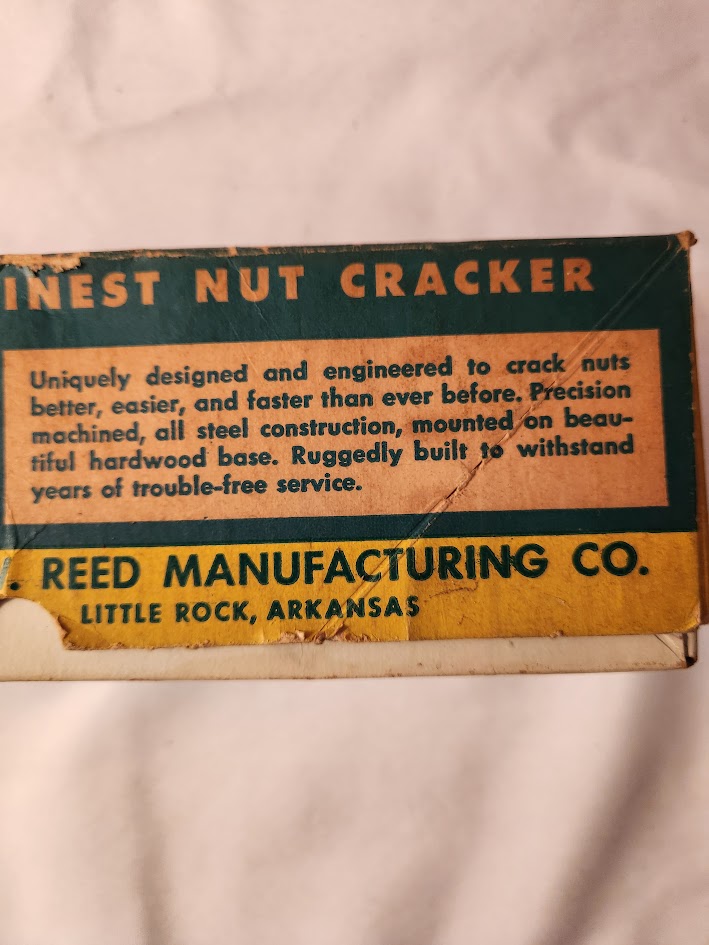 INEST NUT CRACKER
Uniquely designed and engineered to crack nuts
better, easier, and faster than ever before. Precision
machined, all steel construction, mounted on beau-
tiful hardwood base. Ruggedly built to withstand
years of trouble-free service.
. REED MANUFACTURING CO.
LITTLE ROCK, ARKANSAS